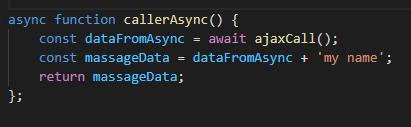 async function callerAsync() {
    const dataFromAsync = await ajaxCall();
    const massageData = dataFromAsync + 'my name';
    return massageData;
};